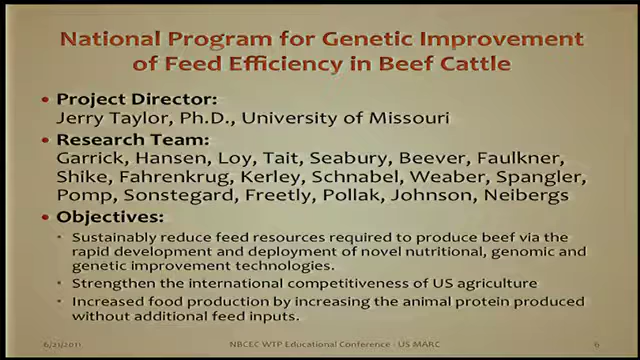 National Program for Genetic Improvement
of Feed Efficiency in Beef Cattle
• Project Director:
Jerry Taylor, Ph.D., University of Missouri
• Research Team:
Garrick, Hansen, Loy, Tait, Seabury, Beever, Faulkner,
Shike, Fahrenkrug, Kerley, Schnabel, Weaber, Spangler,
Pomp, Sonstegard, Freetly, Pollak, Johnson, Neibergs
• Objectives:
• Sustainably reduce feed resources required to produce beef via the
rapid development and deployment of novel nutritional, genomic and
genetic improvement technologies.
• Strengthen the international competitiveness of US agriculture
• Increased food production by increasing the animal protein produced
without additional feed inputs.
6/21/2011 NBCEC WTP Educational Conference - US MARC 6